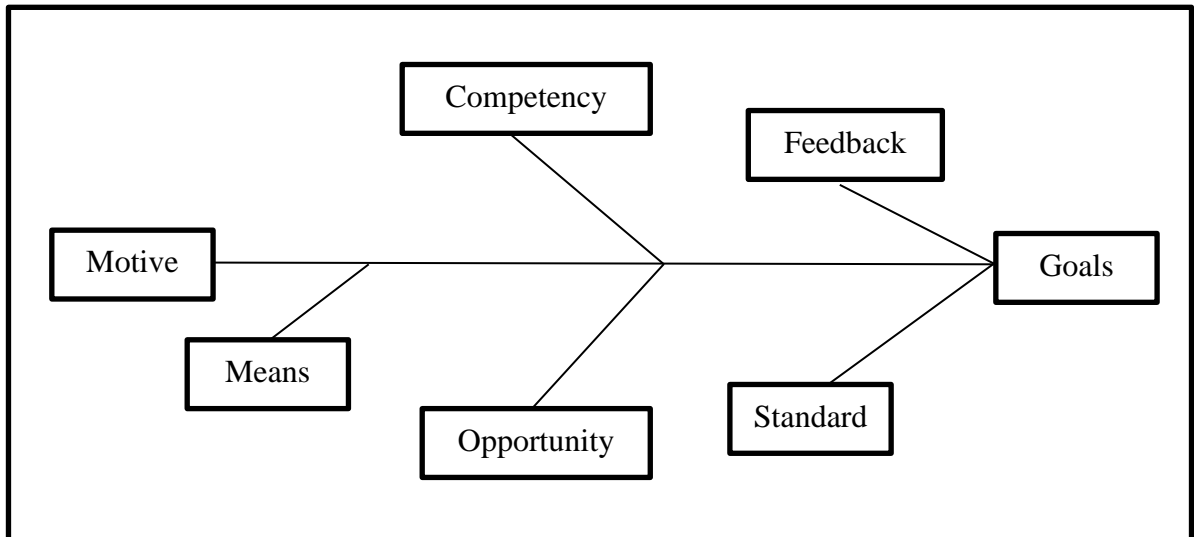 Competency
Feedback
Motive
Goals
Means
Standard
Opportunity